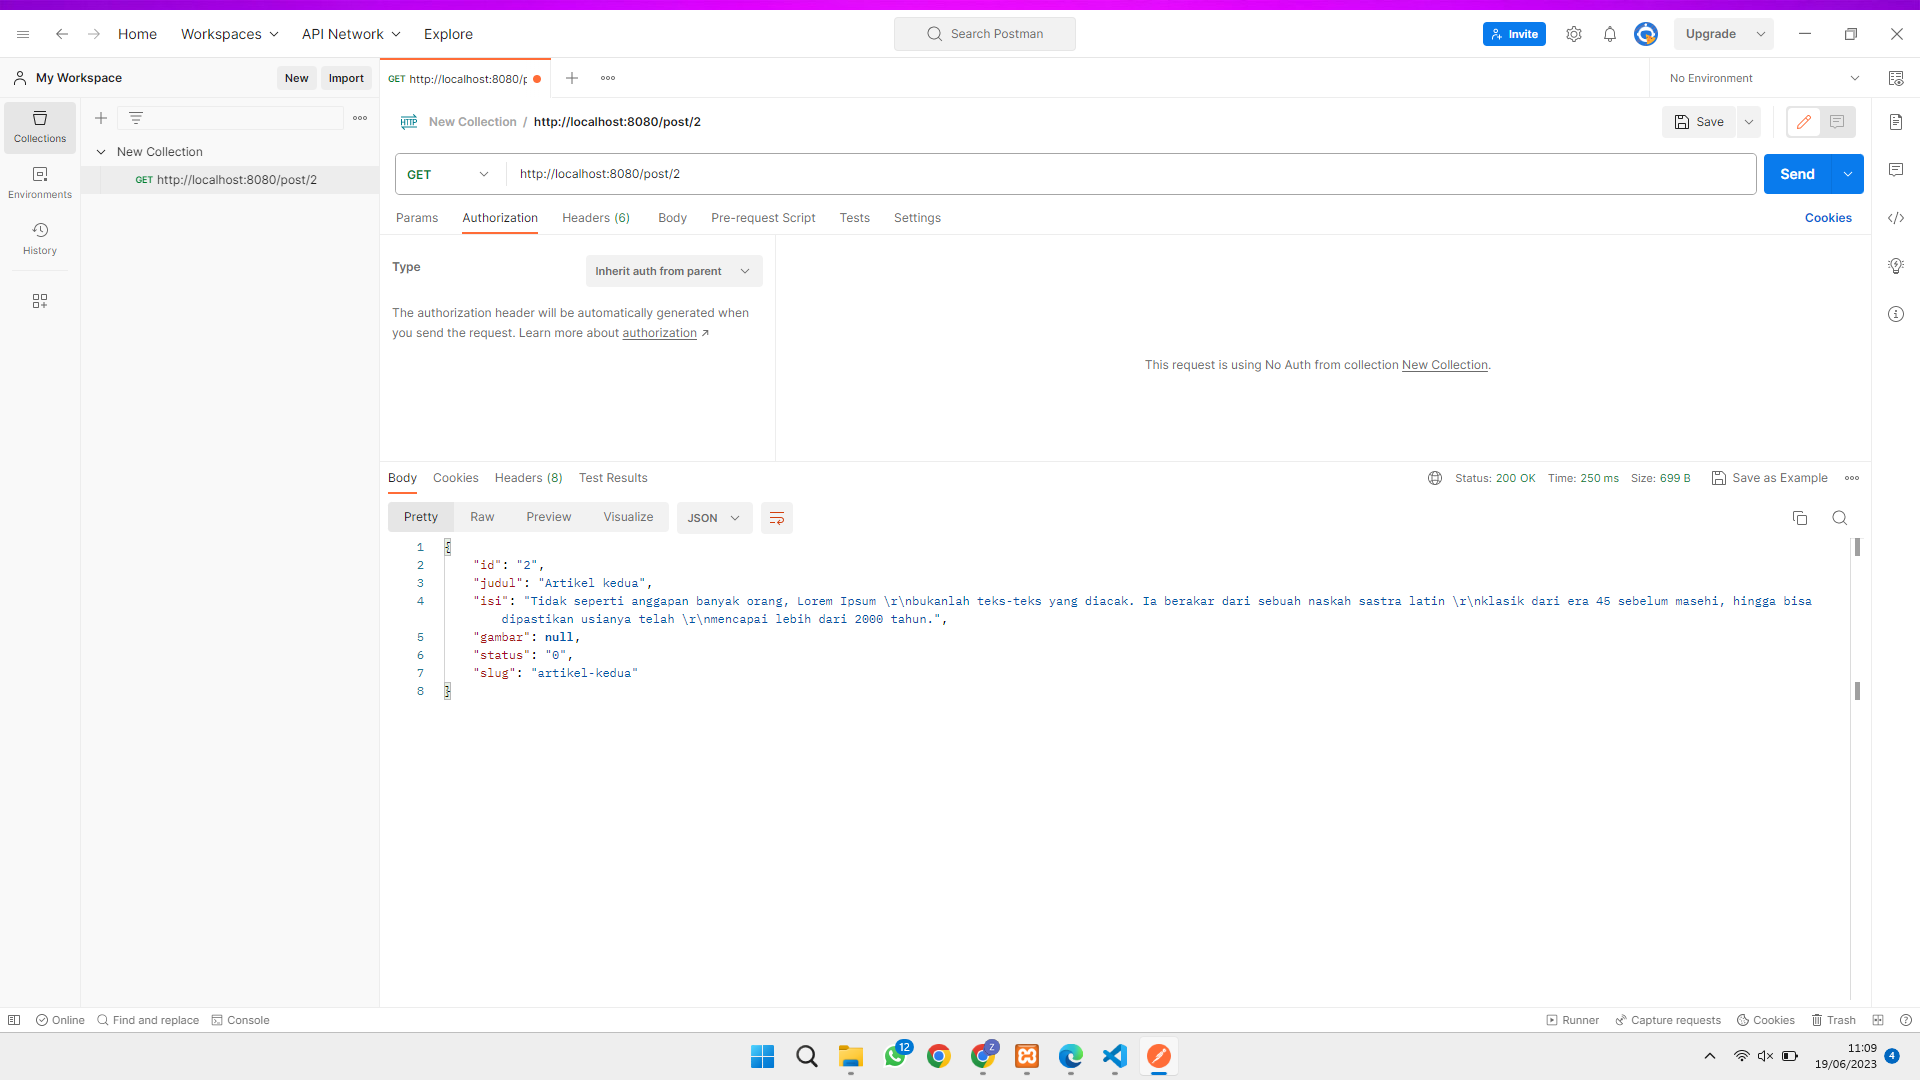 Home
Workspaces
API Network
Explore
Search Postman
Invite
Upgrade
My Workspace
New
Import
GET http://localhost:8080/p
No Environment
Collections
Environments
History
New Collection
GET http://localhost:8080/post/2
New Collection / http://localhost:8080/post/2
Save
GET
http://localhost:8080/post/2
Send
Params
Authorization
Headers (6)
Body
Pre-request Script
Tests
Settings
Cookies
Type
Inherit auth from parent
The authorization header will be automatically generated when
you send the request. Learn more about authorization ↗
This request is using No Auth from collection New Collection.
Body
Cookies
Headers (8)
Test Results
Status: 200 OK
Time: 250 ms
Size: 699 B
Save as Example
Pretty
Raw
Preview
Visualize
JSON
1 {
2 "id": "2",
3 "judul": "Artikel kedua",
4 "isi": "Tidak seperti anggapan banyak orang, Lorem Ipsum \r\nbukanlah teks-teks yang diacak. Ia berakar dari sebuah naskah sastra latin \r\nklasik dari era 45 sebelum masehi, hingga bisa
dipastikan usianya telah \r\nmencapai lebih dari 2000 tahun.",
5 "gambar": null,
6 "status": "0",
7 "slug": "artikel-kedua"
8 }
Online
Find and replace
Console
Runner
Capture requests
Cookies
Trash
12
Z
11:09
19/06/2023
4